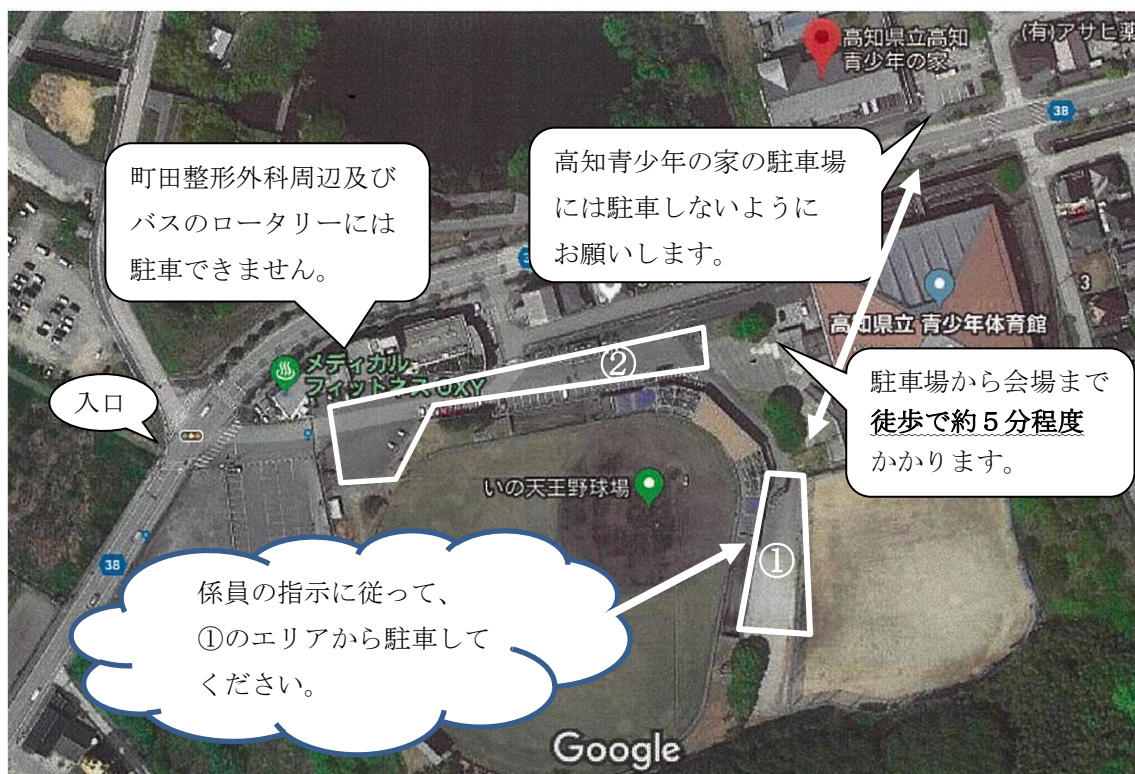 高知県立高知
青少年の家
(有)アサヒ薬
38
町田整形外科周辺及び
バスのロータリーには
駐車できません。
高知青少年の家の駐車場
には駐車しないように
お願いします。
3
高知県立 青少年体育館
②
メディカル
フィットネス OXY
入口
駐車場から会場まで
徒歩で約５分程度
かかります。
いの天王野球場
①
38
係員の指示に従って、
①のエリアから駐車して
ください。
Google